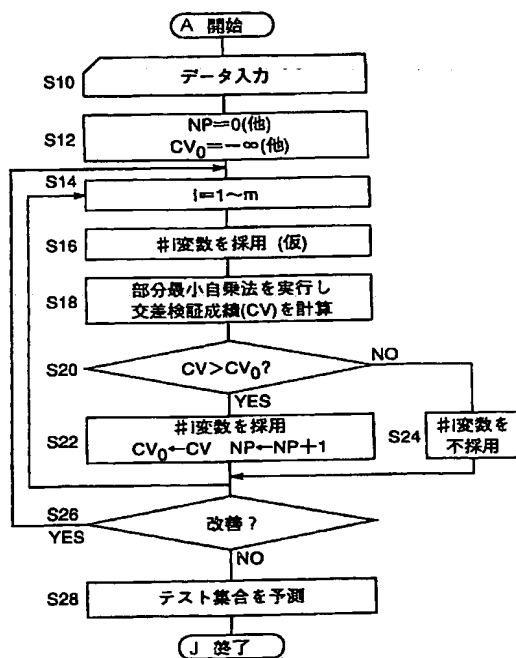 A 開始
S10
データ入力
S12
NP=0(他)
CV₀=−∞(他)
S14
i=1~m
S16
#i変数を採用 (仮)
S18
部分最小自乗法を実行し
交差検証成績(CV)を計算
S20
CV>CV₀?
NO
YES
S22
#i変数を採用
CV₀←CV NP←NP+1
S24
#i変数を
不採用
S26
改善?
YES
NO
S28
テスト集合を予測
J 終了